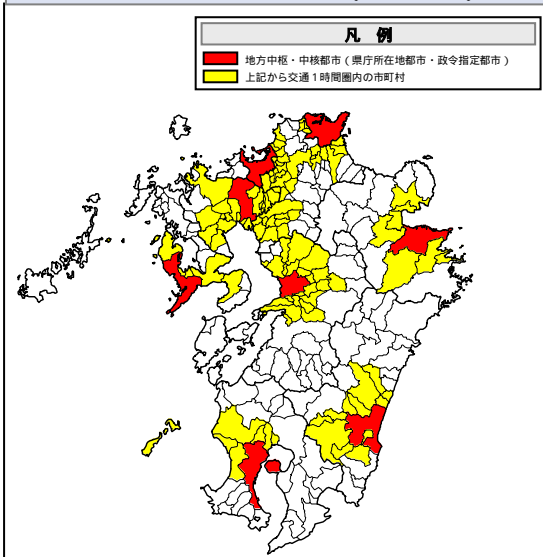 凡 例
地方中枢・中核都市（県庁所在地都市・政令指定都市）
上記から交通１時間圏内の市町村